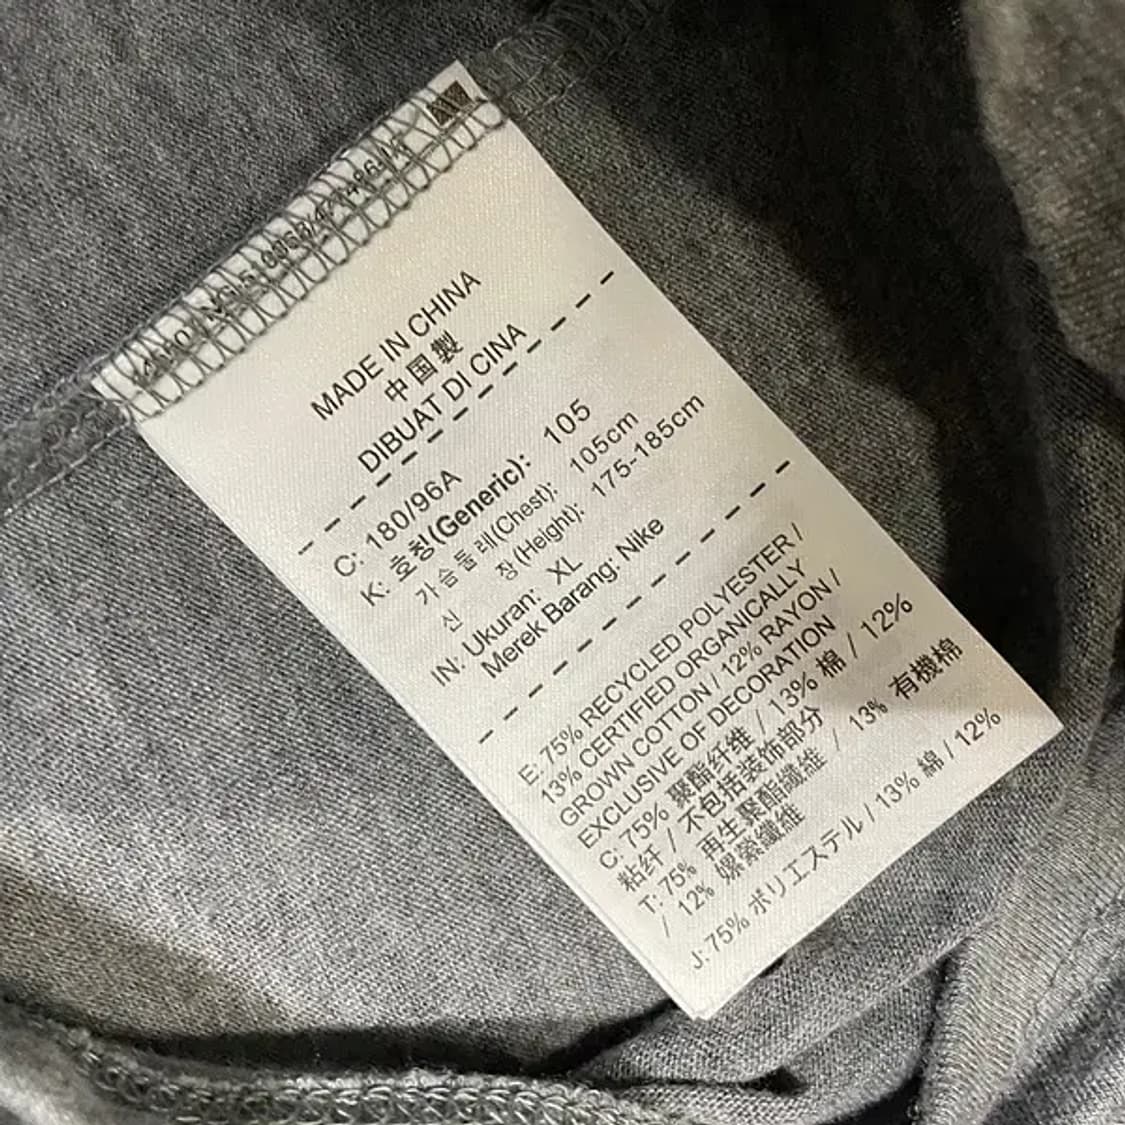 MADE IN CHINA
中国製
DIBUAT DI CINA
C: 180/96A
K: 호칭(Generic): 105
가슴둘레(Chest): 105cm
신 장(Height): 175-185cm
IN: Ukuran: XL
Merek Barang: Nike
E: 75% RECYCLED POLYESTER /
13% CERTIFIED ORGANICALLY
GROWN COTTON / 12% RAYON /
EXCLUSIVE OF DECORATION
C: 75% 聚酯纤维 / 13% 棉 / 12%
粘纤 / 不包括装饰部分
T: 75% 再生聚酯纖維 / 13% 有機棉
/ 12% 嫘縈纖維
J: 75% ポリエステル / 13% 綿 / 12%